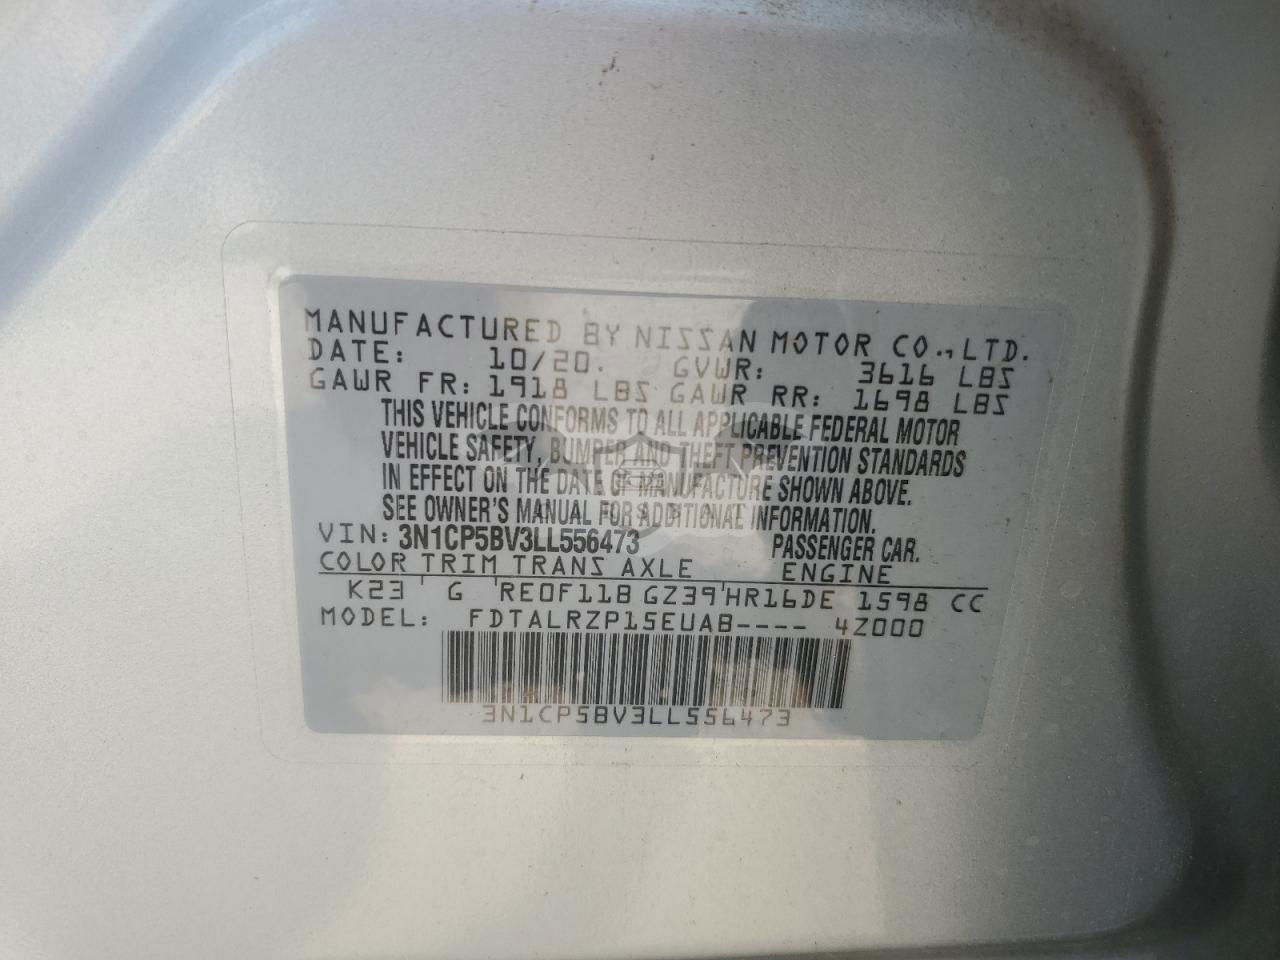 MANUFACTURED BY NISSAN MOTOR CO., LTD.
DATE: 10/20. GVWR: 3616 LBS
GAWR FR: 1918 LBS GAWR RR: 1698 LBS
THIS VEHICLE CONFORMS TO ALL APPLICABLE FEDERAL MOTOR
VEHICLE SAFETY, BUMPER AND THEFT PREVENTION STANDARDS
IN EFFECT ON THE DATE OF MANUFACTURE SHOWN ABOVE.
SEE OWNER'S MANUAL FOR ADDITIONAL INFORMATION.
VIN: 3N1CP5BV3LL556473 PASSENGER CAR.
COLOR TRIM TRANS AXLE ENGINE
K23 G RE0F11B GZ39 HR16DE 1598 CC
MODEL: FDTALRZP15EUAB---- 4Z000
3N1CP5BV3LL556473